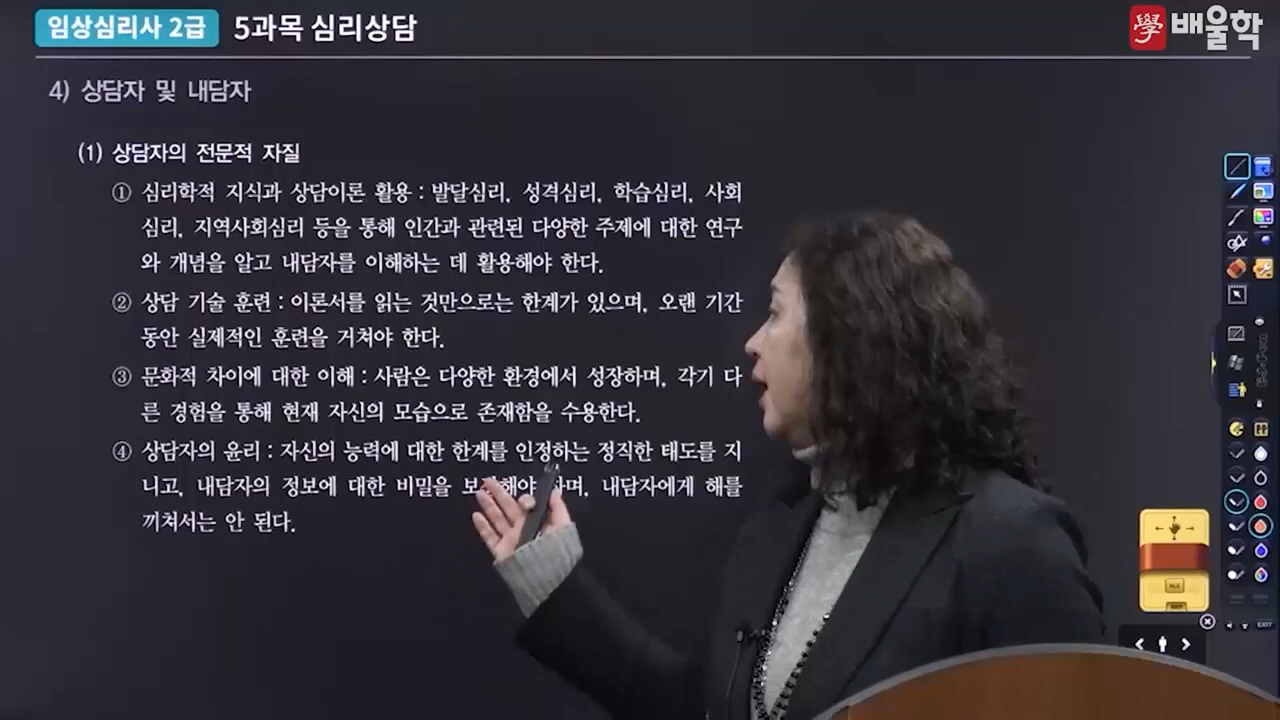 임상심리사 2급 5과목 심리상담
學 배울학
4) 상담자 및 내담자
(1) 상담자의 전문적 자질
① 심리학적 지식과 상담이론 활용 : 발달심리, 성격심리, 학습심리, 사회
심리, 지역사회심리 등을 통해 인간과 관련된 다양한 주제에 대한 연구
와 개념을 알고 내담자를 이해하는 데 활용해야 한다.
② 상담 기술 훈련 : 이론서를 읽는 것만으로는 한계가 있으며, 오랜 기간
동안 실제적인 훈련을 거쳐야 한다.
③ 문화적 차이에 대한 이해 : 사람은 다양한 환경에서 성장하며, 각기 다
른 경험을 통해 현재 자신의 모습으로 존재함을 수용한다.
④ 상담자의 윤리 : 자신의 능력에 대한 한계를 인정하는 정직한 태도를 지
니고, 내담자의 정보에 대한 비밀을 하며, 내담자에게 해를
끼쳐서는 안 된다.
ALL
EXIT
EXIT